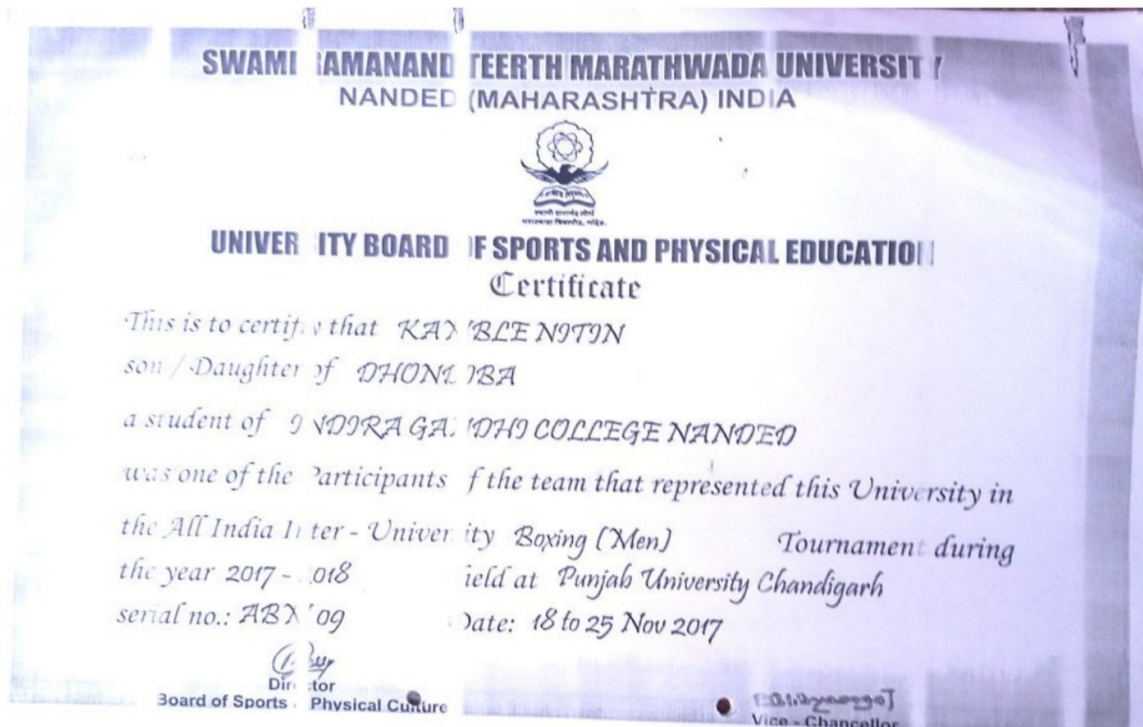 SWAMI RAMANAND TEERTH MARATHWADA UNIVERSITY
NANDED (MAHARASHTRA) INDIA
स्वामी रामानंद तीर्थ
मराठवाडा विद्यापीठ, नांदेड.
UNIVERSITY BOARD OF SPORTS AND PHYSICAL EDUCATION
Certificate
This is to certify that KAMBLE NITIN
son / Daughter of DHONDIBA
a student of INDIRA GANDHI COLLEGE NANDED
was one of the Participants of the team that represented this University in
the All India Inter - University Boxing (Men) Tournament during
the year 2017 - 2018 Held at Punjab University Chandigarh
serial no.: 09 Date: 18 to 25 Nov 2017
Director
Board of Sports Physical Culture
Vice - Chancellor